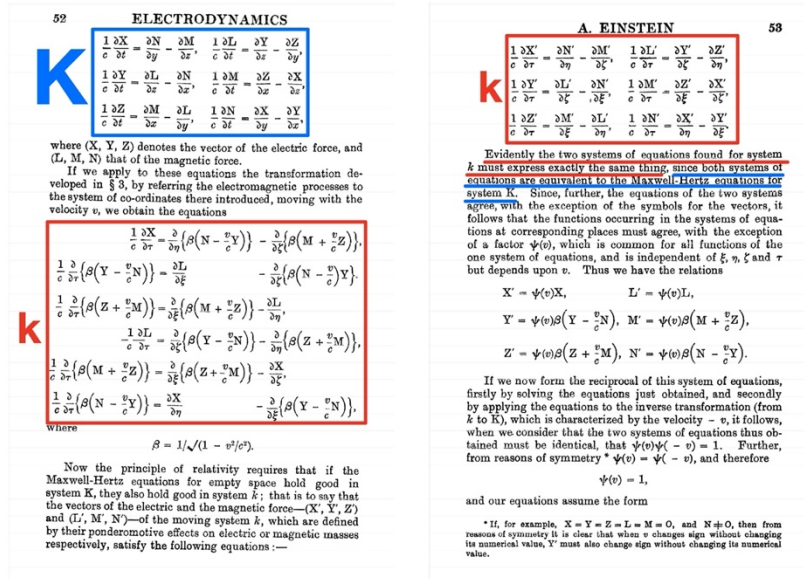 52 ELECTRODYNAMICS
K
1/c ∂X/∂t = ∂N/∂y − ∂M/∂z, 1/c ∂L/∂t = ∂Y/∂z − ∂Z/∂y,
1/c ∂Y/∂t = ∂L/∂z − ∂N/∂x, 1/c ∂M/∂t = ∂Z/∂x − ∂X/∂z,
1/c ∂Z/∂t = ∂M/∂x − ∂L/∂y, 1/c ∂N/∂t = ∂X/∂y − ∂Y/∂x,
where (X, Y, Z) denotes the vector of the electric force, and
(L, M, N) that of the magnetic force.
If we apply to these equations the transformation de-
veloped in § 3, by referring the electromagnetic processes to
the system of co-ordinates there introduced, moving with the
velocity v, we obtain the equations
k
1/c ∂X/∂τ = ∂/∂η{β(N − v/c Y)} − ∂/∂ζ{β(M + v/c Z)},
1/c ∂/∂τ{β(Y − v/c N)} = ∂L/∂ζ − ∂/∂ξ{β(N − v/c Y)},
1/c ∂/∂τ{β(Z + v/c M)} = ∂/∂ξ{β(M + v/c Z)} − ∂L/∂η,
1/c ∂L/∂τ = ∂/∂ζ{β(Y − v/c N)} − ∂/∂η{β(Z + v/c M)},
1/c ∂/∂τ{β(M + v/c Z)} = ∂/∂ξ{β(Z + v/c M)} − ∂X/∂ζ,
1/c ∂/∂τ{β(N − v/c Y)} = ∂X/∂η − ∂/∂ξ{β(Y − v/c N)},
where
β = 1/√(1 − v²/c²).
Now the principle of relativity requires that if the
Maxwell-Hertz equations for empty space hold good in
system K, they also hold good in system k; that is to say that
the vectors of the electric and the magnetic force—(X′, Y′, Z′)
and (L′, M′, N′)—of the moving system k, which are defined
by their ponderomotive effects on electric or magnetic masses
respectively, satisfy the following equations :—
A. EINSTEIN 53
k
1/c ∂X′/∂τ = ∂N′/∂η − ∂M′/∂ζ, 1/c ∂L′/∂τ = ∂Y′/∂ζ − ∂Z′/∂η,
1/c ∂Y′/∂τ = ∂L′/∂ζ − ∂N′/∂ξ, 1/c ∂M′/∂τ = ∂Z′/∂ξ − ∂X′/∂ζ,
1/c ∂Z′/∂τ = ∂M′/∂ξ − ∂L′/∂η, 1/c ∂N′/∂τ = ∂X′/∂η − ∂Y′/∂ξ.
Evidently the two systems of equations found for system
k must express exactly the same thing, since both systems of
equations are equivalent to the Maxwell-Hertz equations for
system K. Since, further, the equations of the two systems
agree, with the exception of the symbols for the vectors, it
follows that the functions occurring in the systems of equa-
tions at corresponding places must agree, with the exception
of a factor ψ(v), which is common for all functions of the
one system of equations, and is independent of ξ, η, ζ and τ
but depends upon v. Thus we have the relations
X′ = ψ(v)X, L′ = ψ(v)L,
Y′ = ψ(v)β(Y − v/c N), M′ = ψ(v)β(M + v/c Z),
Z′ = ψ(v)β(Z + v/c M), N′ = ψ(v)β(N − v/c Y).
If we now form the reciprocal of this system of equations,
firstly by solving the equations just obtained, and secondly
by applying the equations to the inverse transformation (from
k to K), which is characterized by the velocity − v, it follows,
when we consider that the two systems of equations thus ob-
tained must be identical, that ψ(v)ψ( − v) = 1. Further,
from reasons of symmetry * ψ(v) = ψ( − v), and therefore
ψ(v) = 1,
and our equations assume the form
* If, for example, X = Y = Z = L = M = O, and N ≠ O, then from
reasons of symmetry it is clear that when v changes sign without changing
its numerical value, Y′ must also change sign without changing its numerical
value.